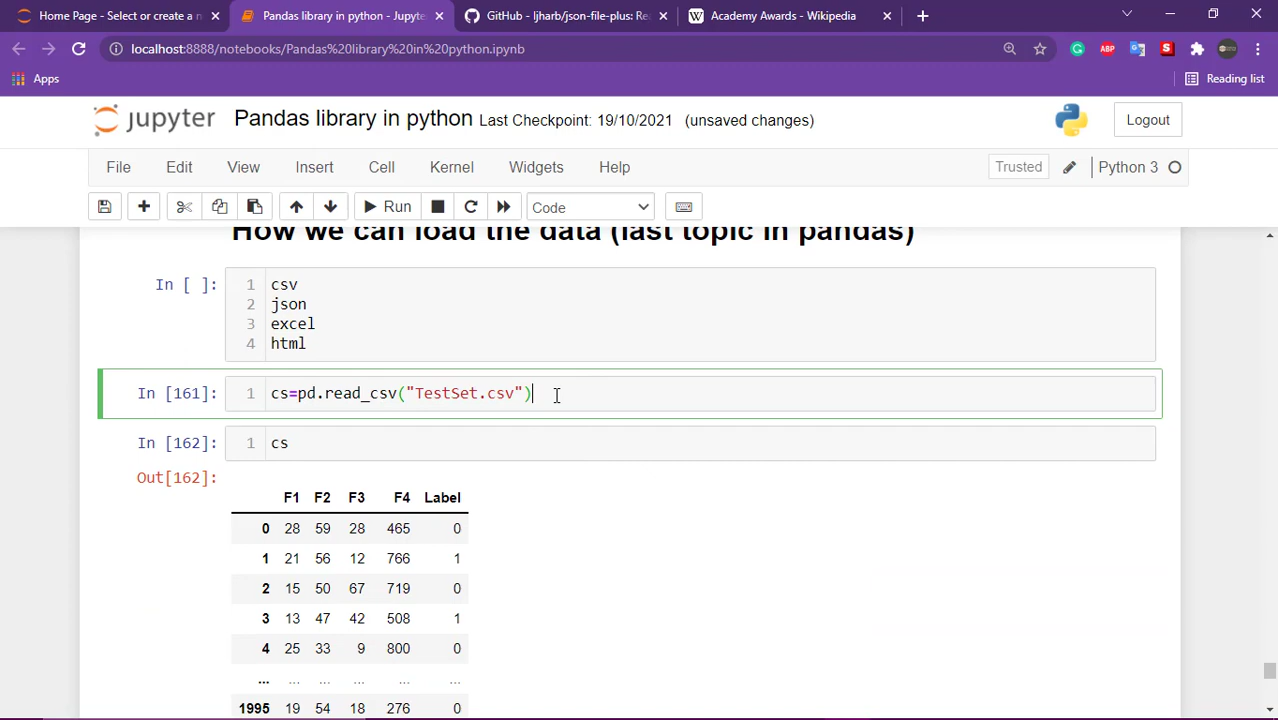 Home Page - Select or create a n
Pandas library in python - Jupyte
GitHub - ljharb/json-file-plus: Re
Academy Awards - Wikipedia
localhost:8888/notebooks/Pandas%20library%20in%20python.ipynb
Apps
Reading list
jupyter Pandas library in python Last Checkpoint: 19/10/2021 (unsaved changes)
Logout
File Edit View Insert Cell Kernel Widgets Help
Trusted Python 3
Run Code
How we can load the data (last topic in pandas)
In [ ]: 1 csv
2 json
3 excel
4 html
In [161]: 1 cs=pd.read_csv("TestSet.csv")
In [162]: 1 cs
Out[162]:
F1 F2 F3 F4 Label
0 28 59 28 465 0
1 21 56 12 766 1
2 15 50 67 719 0
3 13 47 42 508 1
4 25 33 9 800 0
... ... ... ... ... ...
1995 19 54 18 276 0